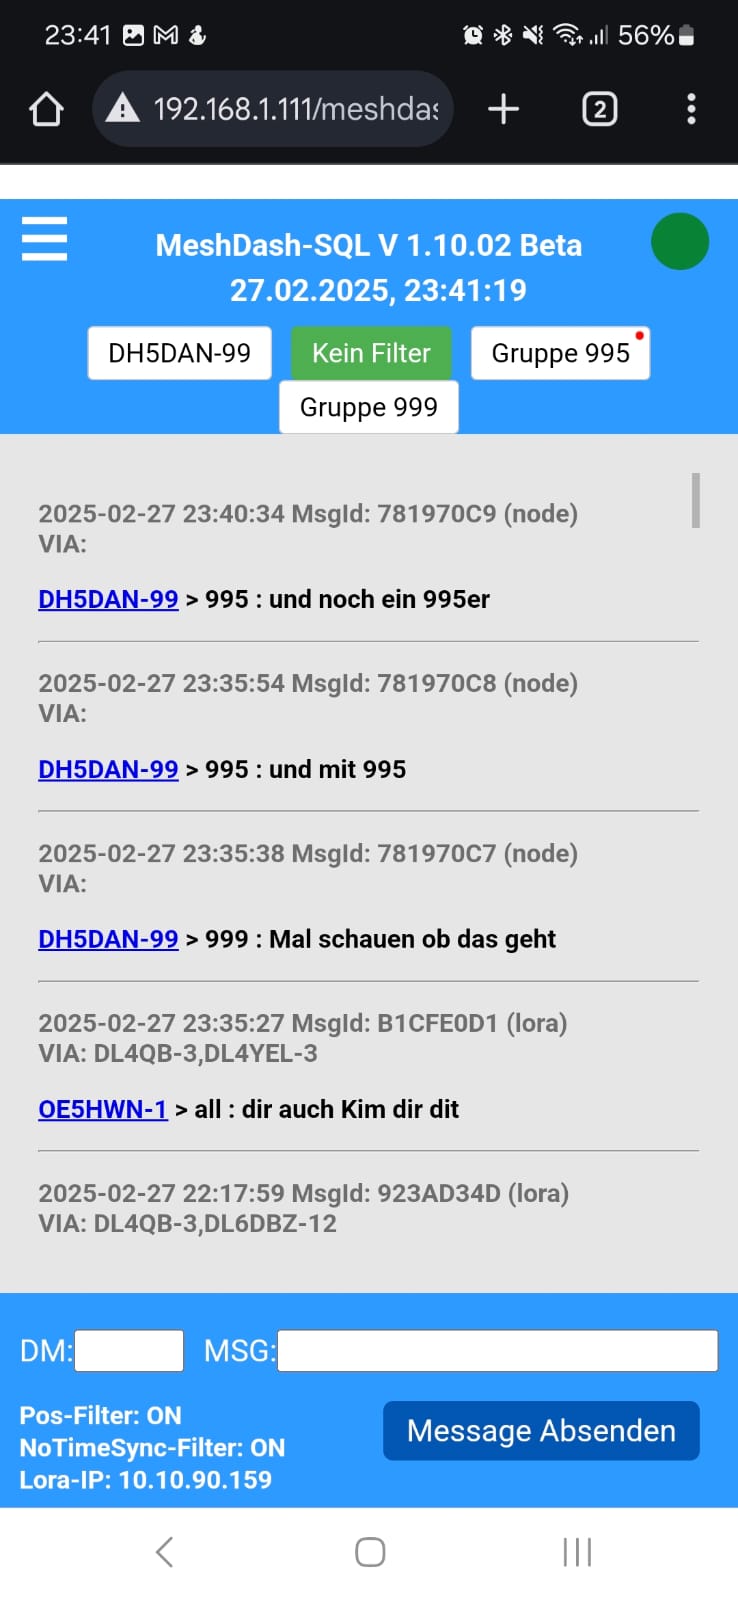 23:41
56%
192.168.1.111/meshdas
2
MeshDash-SQL V 1.10.02 Beta
27.02.2025, 23:41:19
DH5DAN-99
Kein Filter
Gruppe 995
Gruppe 999
2025-02-27 23:40:34 MsgId: 781970C9 (node)
VIA:
DH5DAN-99 > 995 : und noch ein 995er
2025-02-27 23:35:54 MsgId: 781970C8 (node)
VIA:
DH5DAN-99 > 995 : und mit 995
2025-02-27 23:35:38 MsgId: 781970C7 (node)
VIA:
DH5DAN-99 > 999 : Mal schauen ob das geht
2025-02-27 23:35:27 MsgId: B1CFE0D1 (lora)
VIA: DL4QB-3,DL4YEL-3
OE5HWN-1 > all : dir auch Kim dir dit
2025-02-27 22:17:59 MsgId: 923AD34D (lora)
VIA: DL4QB-3,DL6DBZ-12
DM:
MSG:
Pos-Filter: ON
NoTimeSync-Filter: ON
Lora-IP: 10.10.90.159
Message Absenden